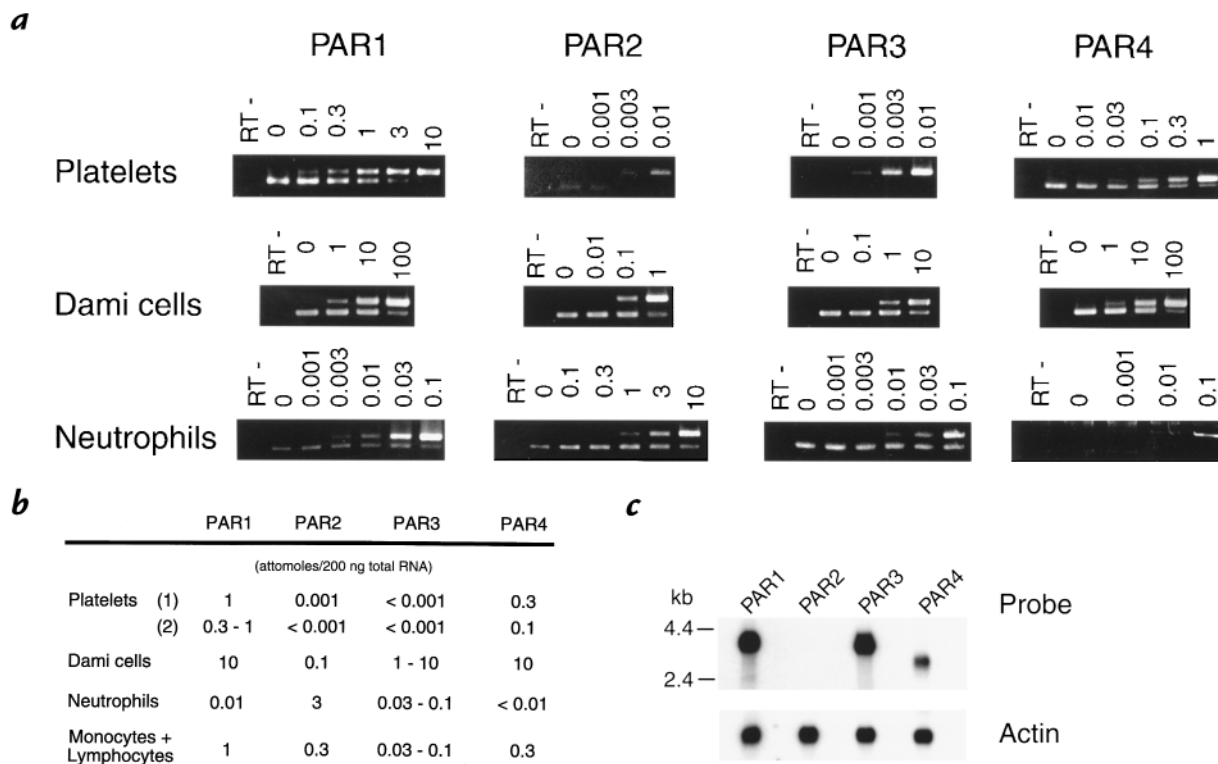 a
PAR1 PAR2 PAR3 PAR4
Platelets
RT - 0 0.1 0.3 1 3 10
RT - 0 0.001 0.003 0.01
RT - 0 0.001 0.003 0.01
RT - 0 0.01 0.03 0.1 0.3 1
Dami cells
RT - 0 1 10 100
RT - 0 0.01 0.1 1
RT - 0 0.1 1 10
RT - 0 1 10 100
Neutrophils
RT - 0 0.001 0.003 0.01 0.03 0.1
RT - 0 0.1 0.3 1 3 10
RT - 0 0.001 0.003 0.01 0.03 0.1
RT - 0 0.001 0.01 0.1
b
PAR1 PAR2 PAR3 PAR4
(attomoles/200 ng total RNA)
Platelets (1) 1 0.001 < 0.001 0.3
(2) 0.3 - 1 < 0.001 < 0.001 0.1
Dami cells 10 0.1 1 - 10 10
Neutrophils 0.01 3 0.03 - 0.1 < 0.01
Monocytes +
Lymphocytes 1 0.3 0.03 - 0.1 0.3
c
kb PAR1 PAR2 PAR3 PAR4 Probe
4.4
2.4
Actin